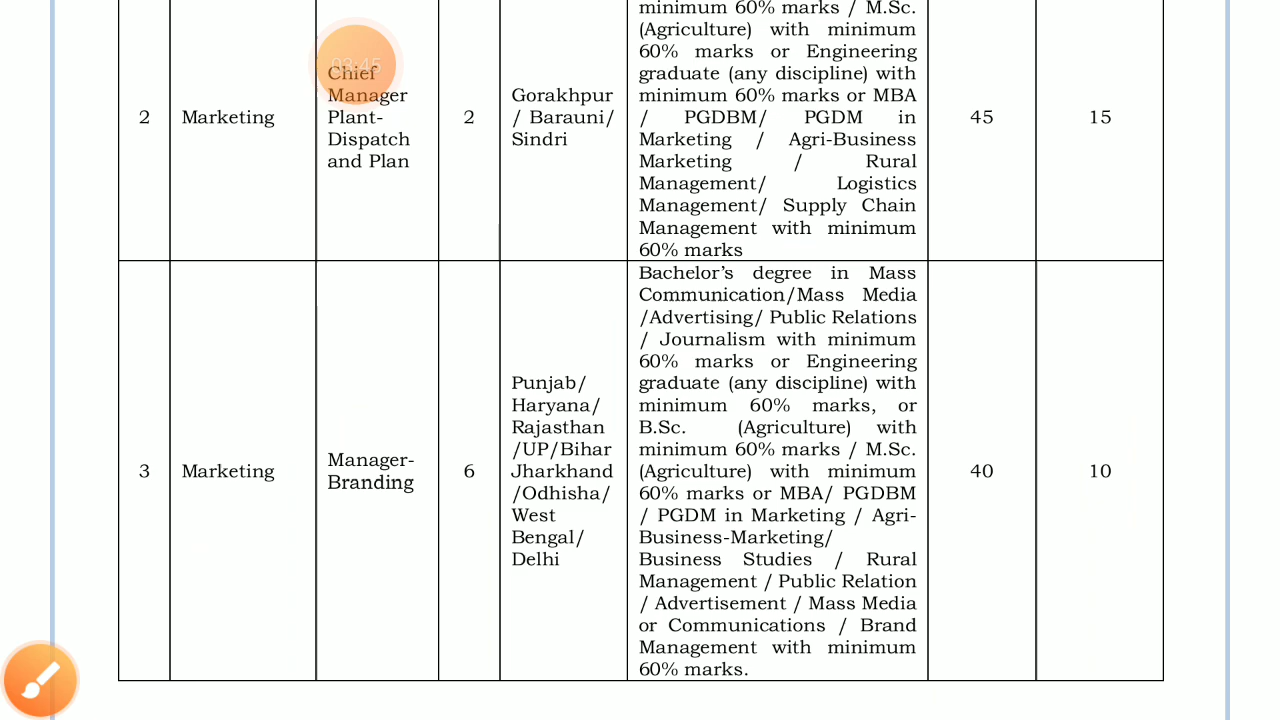 minimum 60% marks / M.Sc.
(Agriculture) with minimum
60% marks or Engineering
graduate (any discipline) with
minimum 60% marks or MBA
/ PGDBM/ PGDM in
Marketing / Agri-Business
Marketing / Rural
Management/ Logistics
Management/ Supply Chain
Management with minimum
60% marks
2
Marketing
Chief
Manager
Plant-
Dispatch
and Plan
2
Gorakhpur
/ Barauni/
Sindri
45
15
03:45
3
Marketing
Manager-
Branding
6
Punjab/
Haryana/
Rajasthan
/UP/Bihar
Jharkhand
/Odhisha/
West
Bengal/
Delhi
Bachelor’s degree in Mass
Communication/Mass Media
/Advertising/ Public Relations
/ Journalism with minimum
60% marks or Engineering
graduate (any discipline) with
minimum 60% marks, or
B.Sc. (Agriculture) with
minimum 60% marks / M.Sc.
(Agriculture) with minimum
60% marks or MBA/ PGDBM
/ PGDM in Marketing / Agri-
Business-Marketing/
Business Studies / Rural
Management / Public Relation
/ Advertisement / Mass Media
or Communications / Brand
Management with minimum
60% marks.
40
10